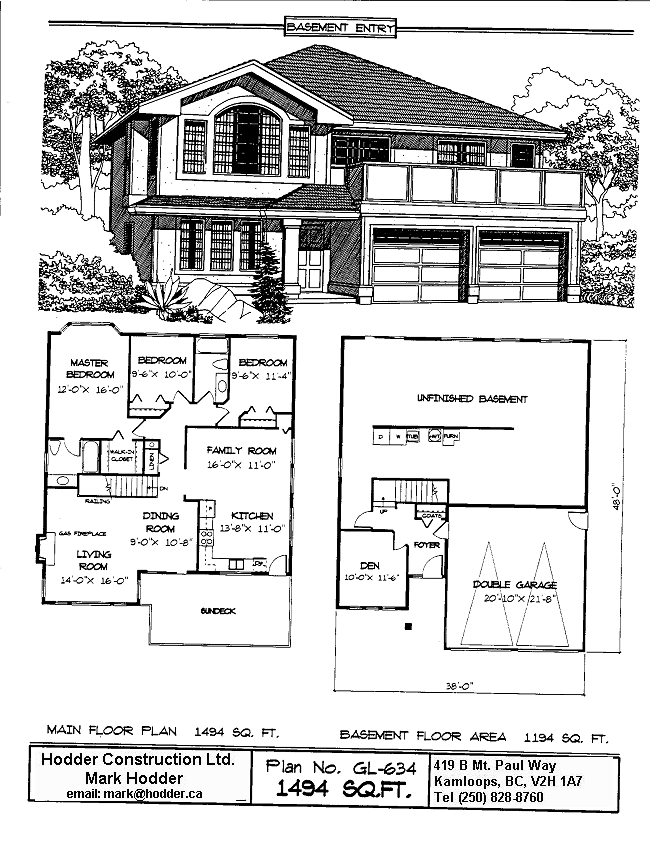 BASEMENT ENTRY
MASTER
BEDROOM
12'-0"X 16'-0"
BEDROOM
9'-6"X 10'-0"
BEDROOM
9'-6"X 11'-4"
WALK-IN
CLOSET
LINEN
FAMILY ROOM
16'-0"X 11'-0"
DN
RAILING
DINING
ROOM
9'-0"X 10'-8"
KITCHEN
13'-8"X 11'-0"
GAS FIREPLACE
LIVING
ROOM
14'-0"X 16'-0"
SUNDECK
UNFINISHED BASEMENT
D
W
TUB
HWT
FURN
UP
COATS
FOYER
DEN
10'-0"X 11'-6"
DOUBLE GARAGE
20'-10"X 21'-8"
48'-0"
38'-0"
MAIN FLOOR PLAN 1494 SQ. FT.
BASEMENT FLOOR AREA 1194 SQ. FT.
Hodder Construction Ltd.
Mark Hodder
email: mark@hodder.ca
Plan No. GL-634
1494 SQ.FT.
419 B Mt. Paul Way
Kamloops, BC, V2H 1A7
Tel (250) 828-8760